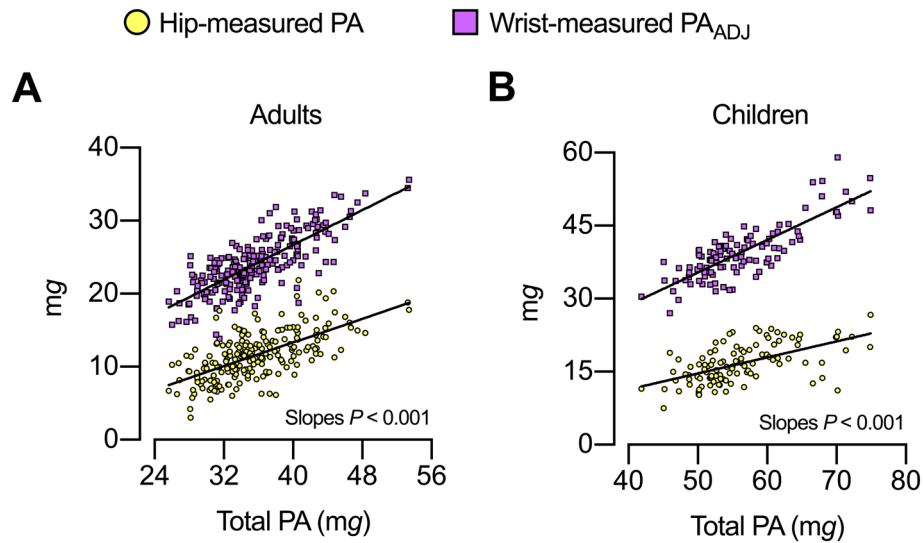 Hip-measured PA
Wrist-measured PAADJ
A
B
Adults
Children
40
30
20
10
0
mg
Slopes P < 0.001
24 32 40 48 56
Total PA (mg)
60
45
30
15
0
mg
Slopes P < 0.001
40 50 60 70 80
Total PA (mg)